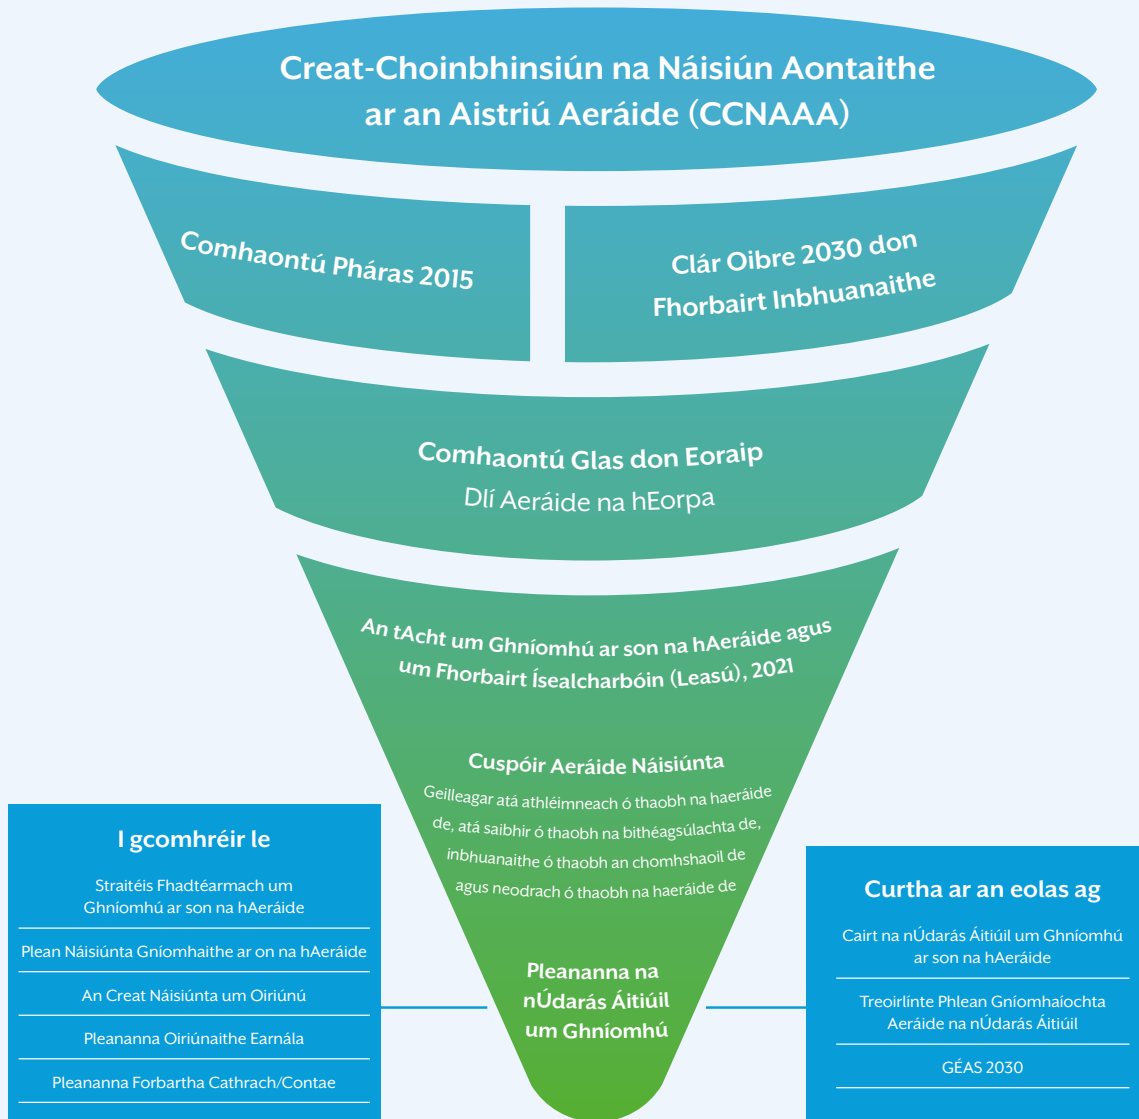 Creat-Choinbhinsiún na Náisiún Aontaithe
ar an Aistriú Aeráide (CCNAAA)
Comhaontú Pháras 2015
Clár Oibre 2030 don
Fhorbairt Inbhuanaithe
Comhaontú Glas don Eoraip
Dlí Aeráide na hEorpa
An tAcht um Ghníomhú ar son na hAeráide agus
um Fhorbairt Ísealcharbóin (Leasú), 2021
Cuspóir Aeráide Náisiúnta
Geilleagar atá athléimneach ó thaobh na haeráide
de, atá saibhir ó thaobh na bithéagsúlachta de,
inbhuanaithe ó thaobh an chomhshaoil de
agus neodrach ó thaobh na haeráide de
Pleananna na
nÚdarás Áitiúil
um Ghníomhú
I gcomhréir le
Straitéis Fhadtéarmach um
Ghníomhú ar son na hAeráide
Plean Náisiúnta Gníomhaithe ar on na hAeráide
An Creat Náisiúnta um Oiriúnú
Pleananna Oiriúnaithe Earnála
Pleananna Forbartha Cathrach/Contae
Curtha ar an eolas ag
Cairt na nÚdarás Áitiúil um Ghníomhú
ar son na hAeráide
Treoirlínte Phlean Gníomhaíochta
Aeráide na nÚdarás Áitiúil
GÉAS 2030